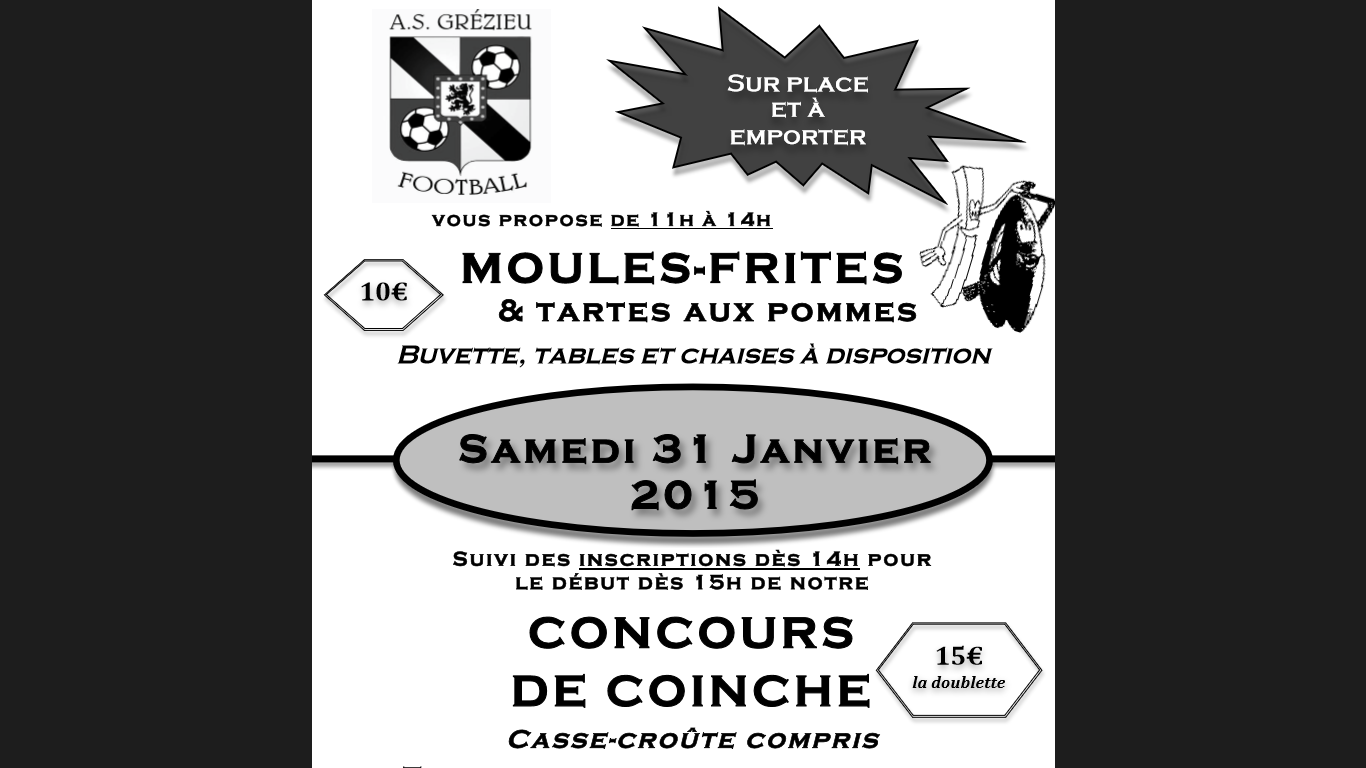 A.S. GRÉZIEU
FOOTBALL
SUR PLACE
ET À
EMPORTER
VOUS PROPOSE DE 11H À 14H
MOULES-FRITES
10€
& TARTES AUX POMMES
BUVETTE, TABLES ET CHAISES À DISPOSITION
SAMEDI 31 JANVIER
2015
SUIVI DES INSCRIPTIONS DÈS 14H POUR
LE DÉBUT DÈS 15H DE NOTRE
CONCOURS
DE COINCHE
15€
la doublette
CASSE-CROÛTE COMPRIS